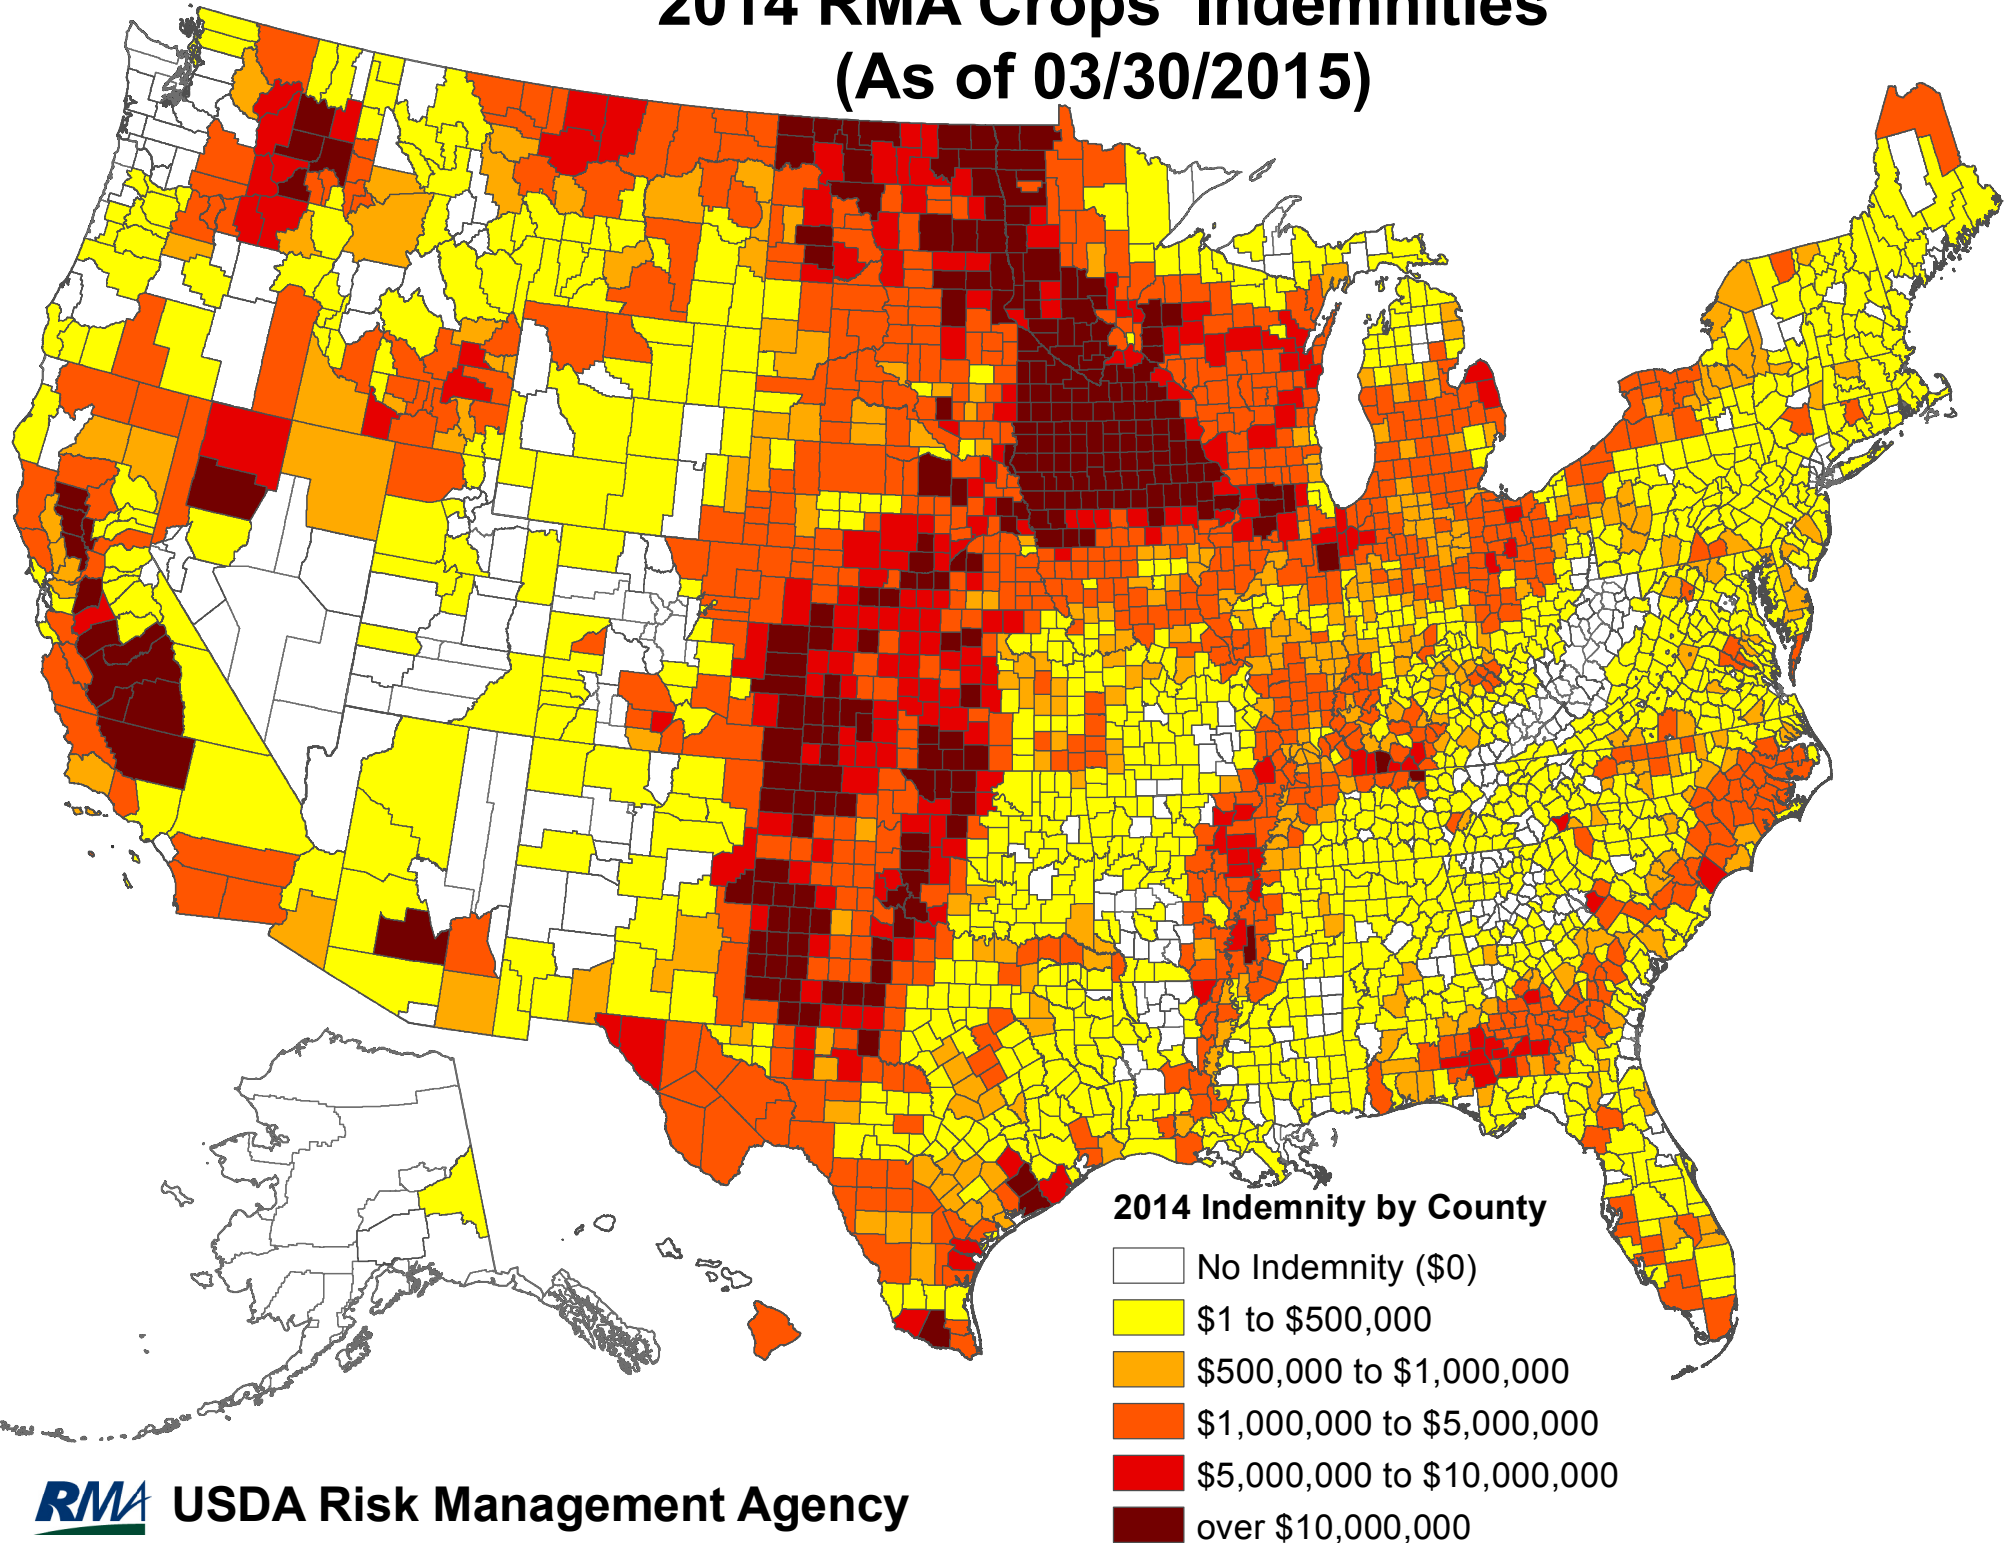 2014 RMA Crops' Indemnities
(As of 03/30/2015)
2014 Indemnity by County
No Indemnity ($0)
$1 to $500,000
$500,000 to $1,000,000
$1,000,000 to $5,000,000
$5,000,000 to $10,000,000
over $10,000,000
RMA USDA Risk Management Agency